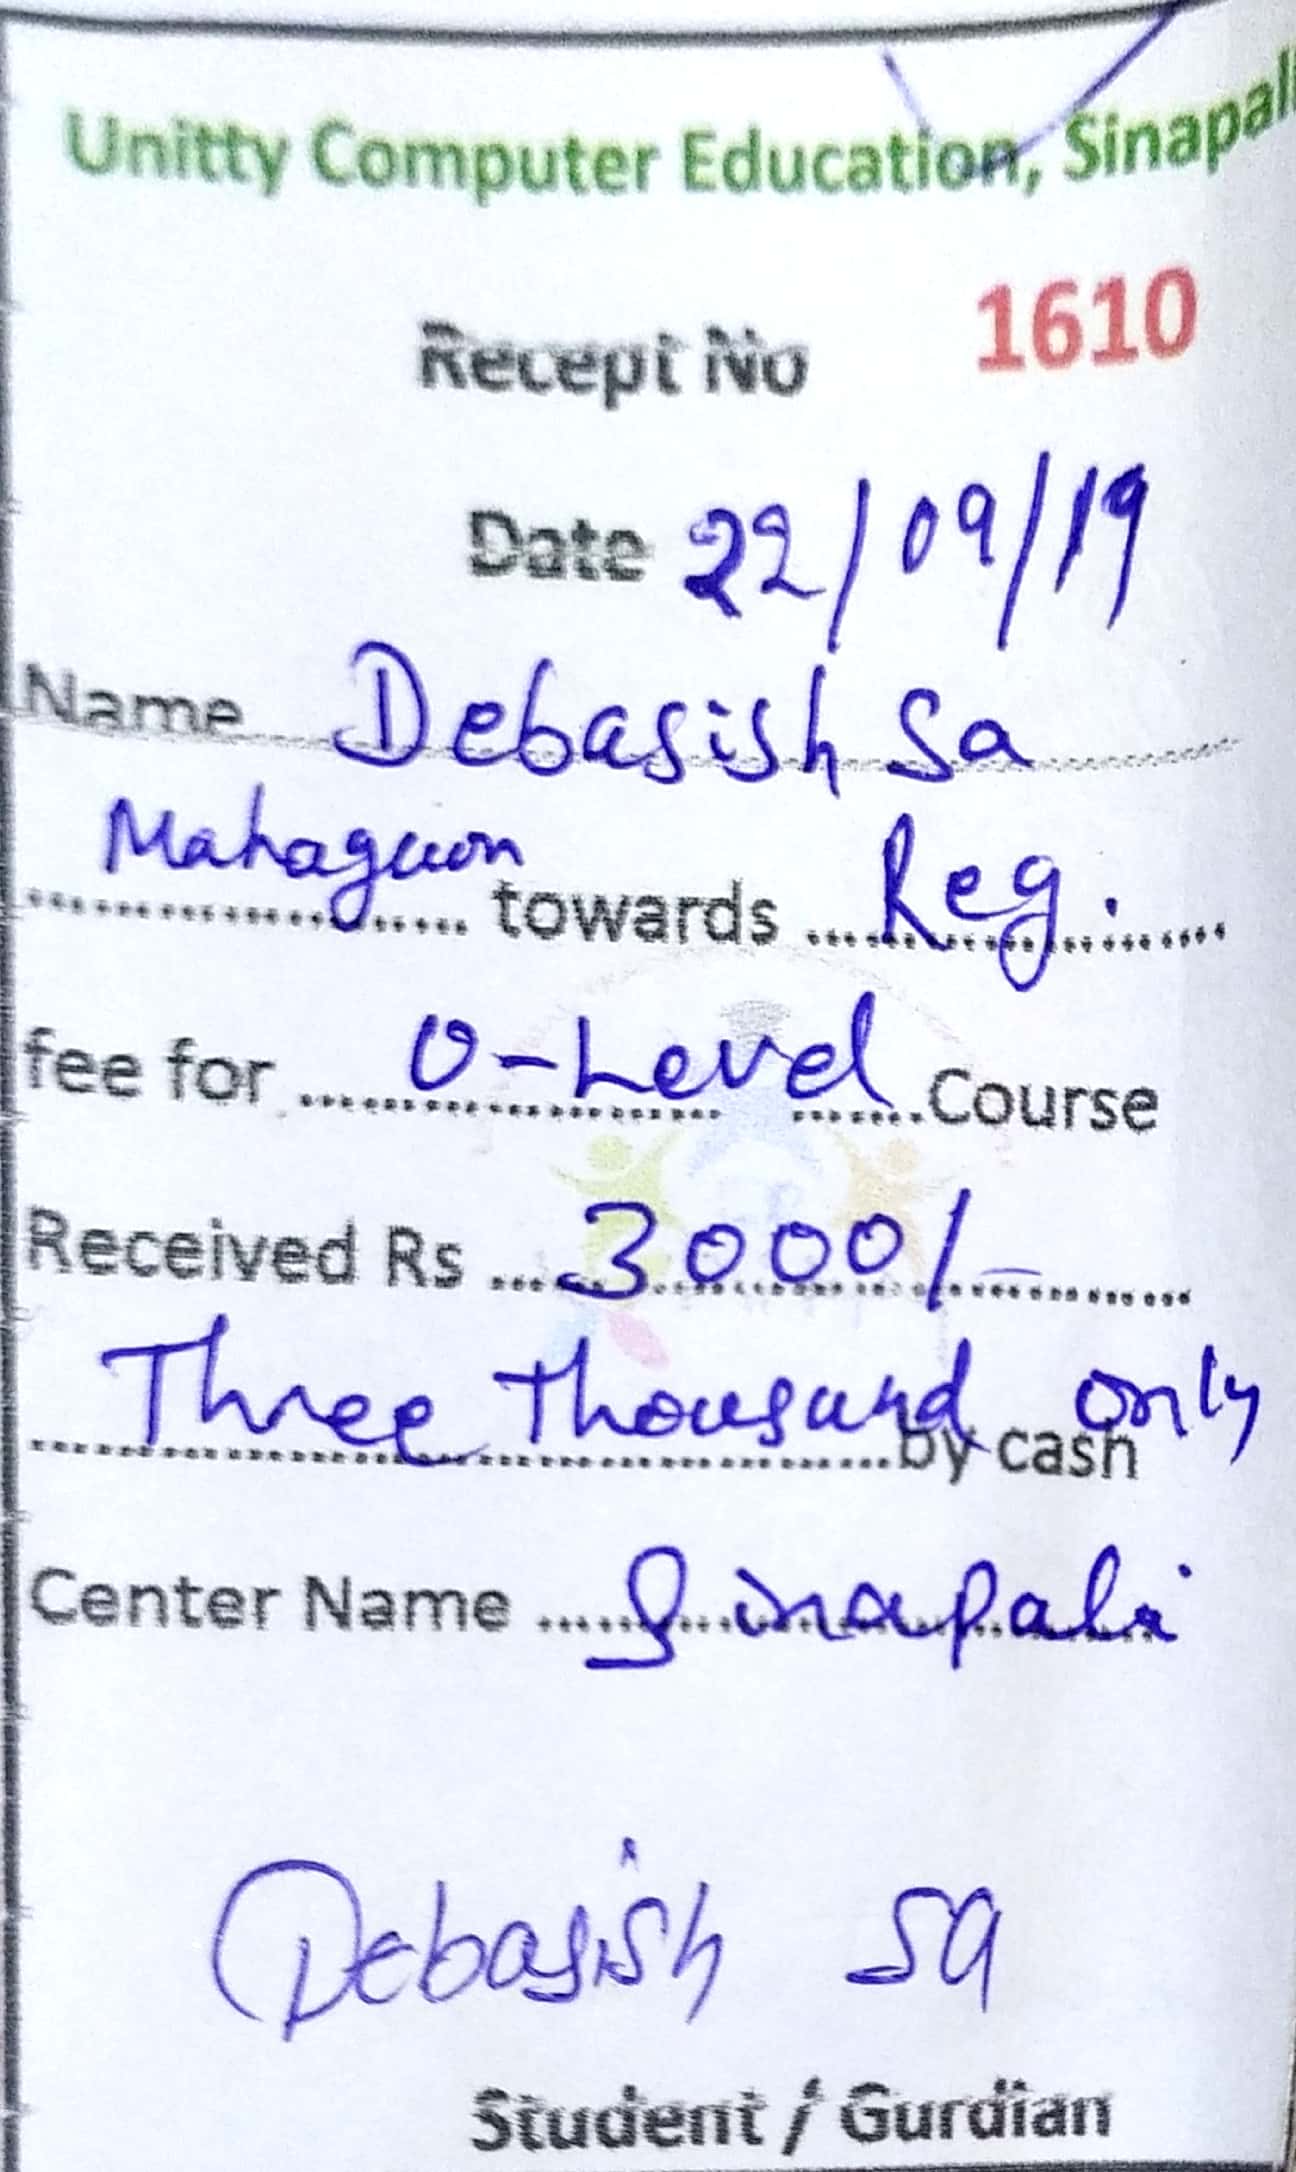 Unitty Computer Education, Sinapali
Recept No 1610
Date 22/09/19
Name Debasish Sa
Mahagaon towards Reg.
fee for O-Level Course
Received Rs 3000/-
Three thousand only by cash
Center Name Sinapali
Debasish Sa
Student / Gurdian